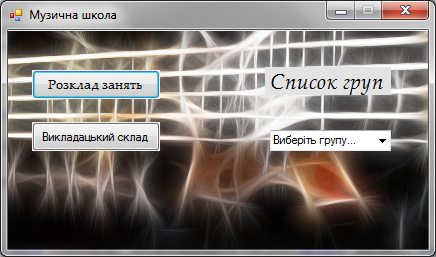 Музична школа
Розклад занять
Список груп
Викладацький склад
Виберіть групу...